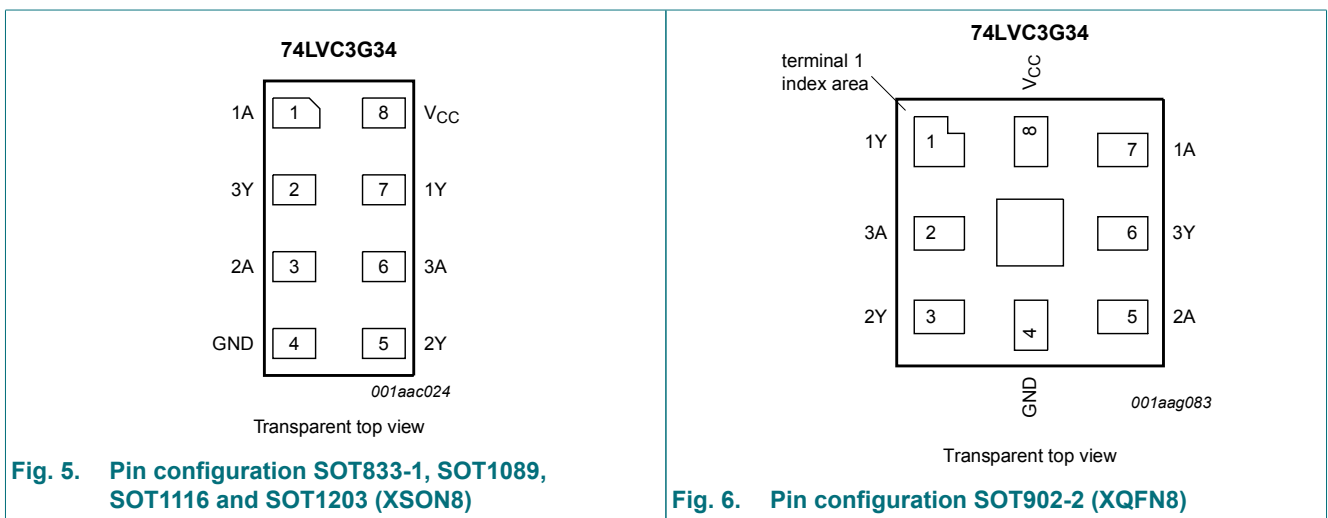 74LVC3G34
1A 1 8 VCC
3Y 2 7 1Y
2A 3 6 3A
GND 4 5 2Y
001aac024
Transparent top view
Fig. 5. Pin configuration SOT833-1, SOT1089,
SOT1116 and SOT1203 (XSON8)
74LVC3G34
terminal 1
index area
VCC
1Y 1 8 7 1A
3A 2 6 3Y
2Y 3 4 5 2A
GND
001aag083
Transparent top view
Fig. 6. Pin configuration SOT902-2 (XQFN8)